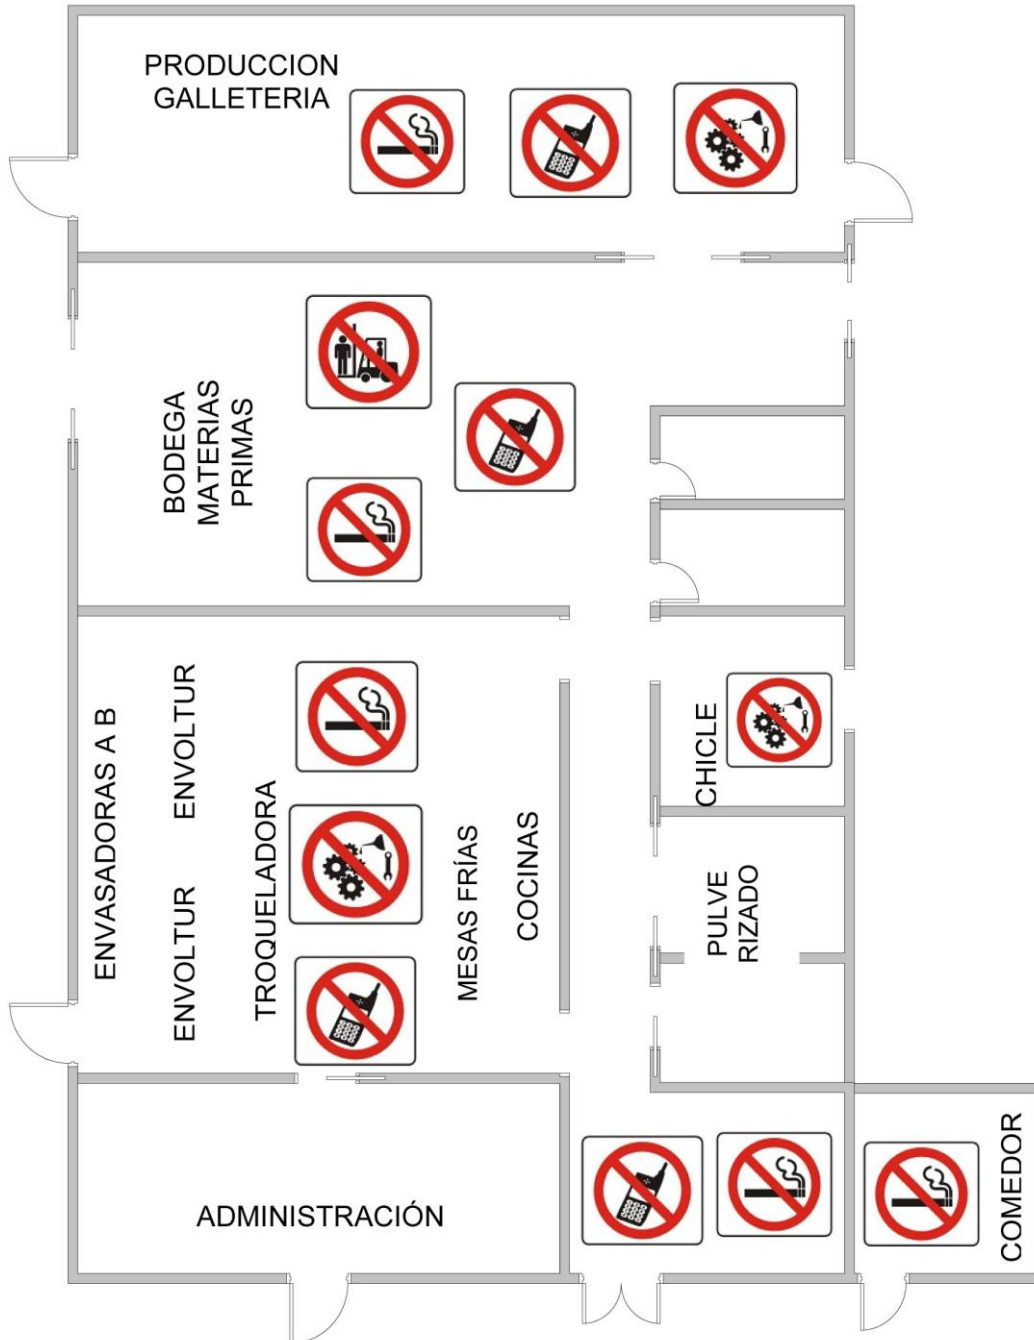 PRODUCCION
GALLETERIA
BODEGA
MATERIAS
PRIMAS
ENVASADORAS A B
ENVOLTUR
ENVOLTUR
TROQUELADORA
MESAS FRÍAS
COCINAS
CHICLE
PULVE
RIZADO
ADMINISTRACIÓN
COMEDOR